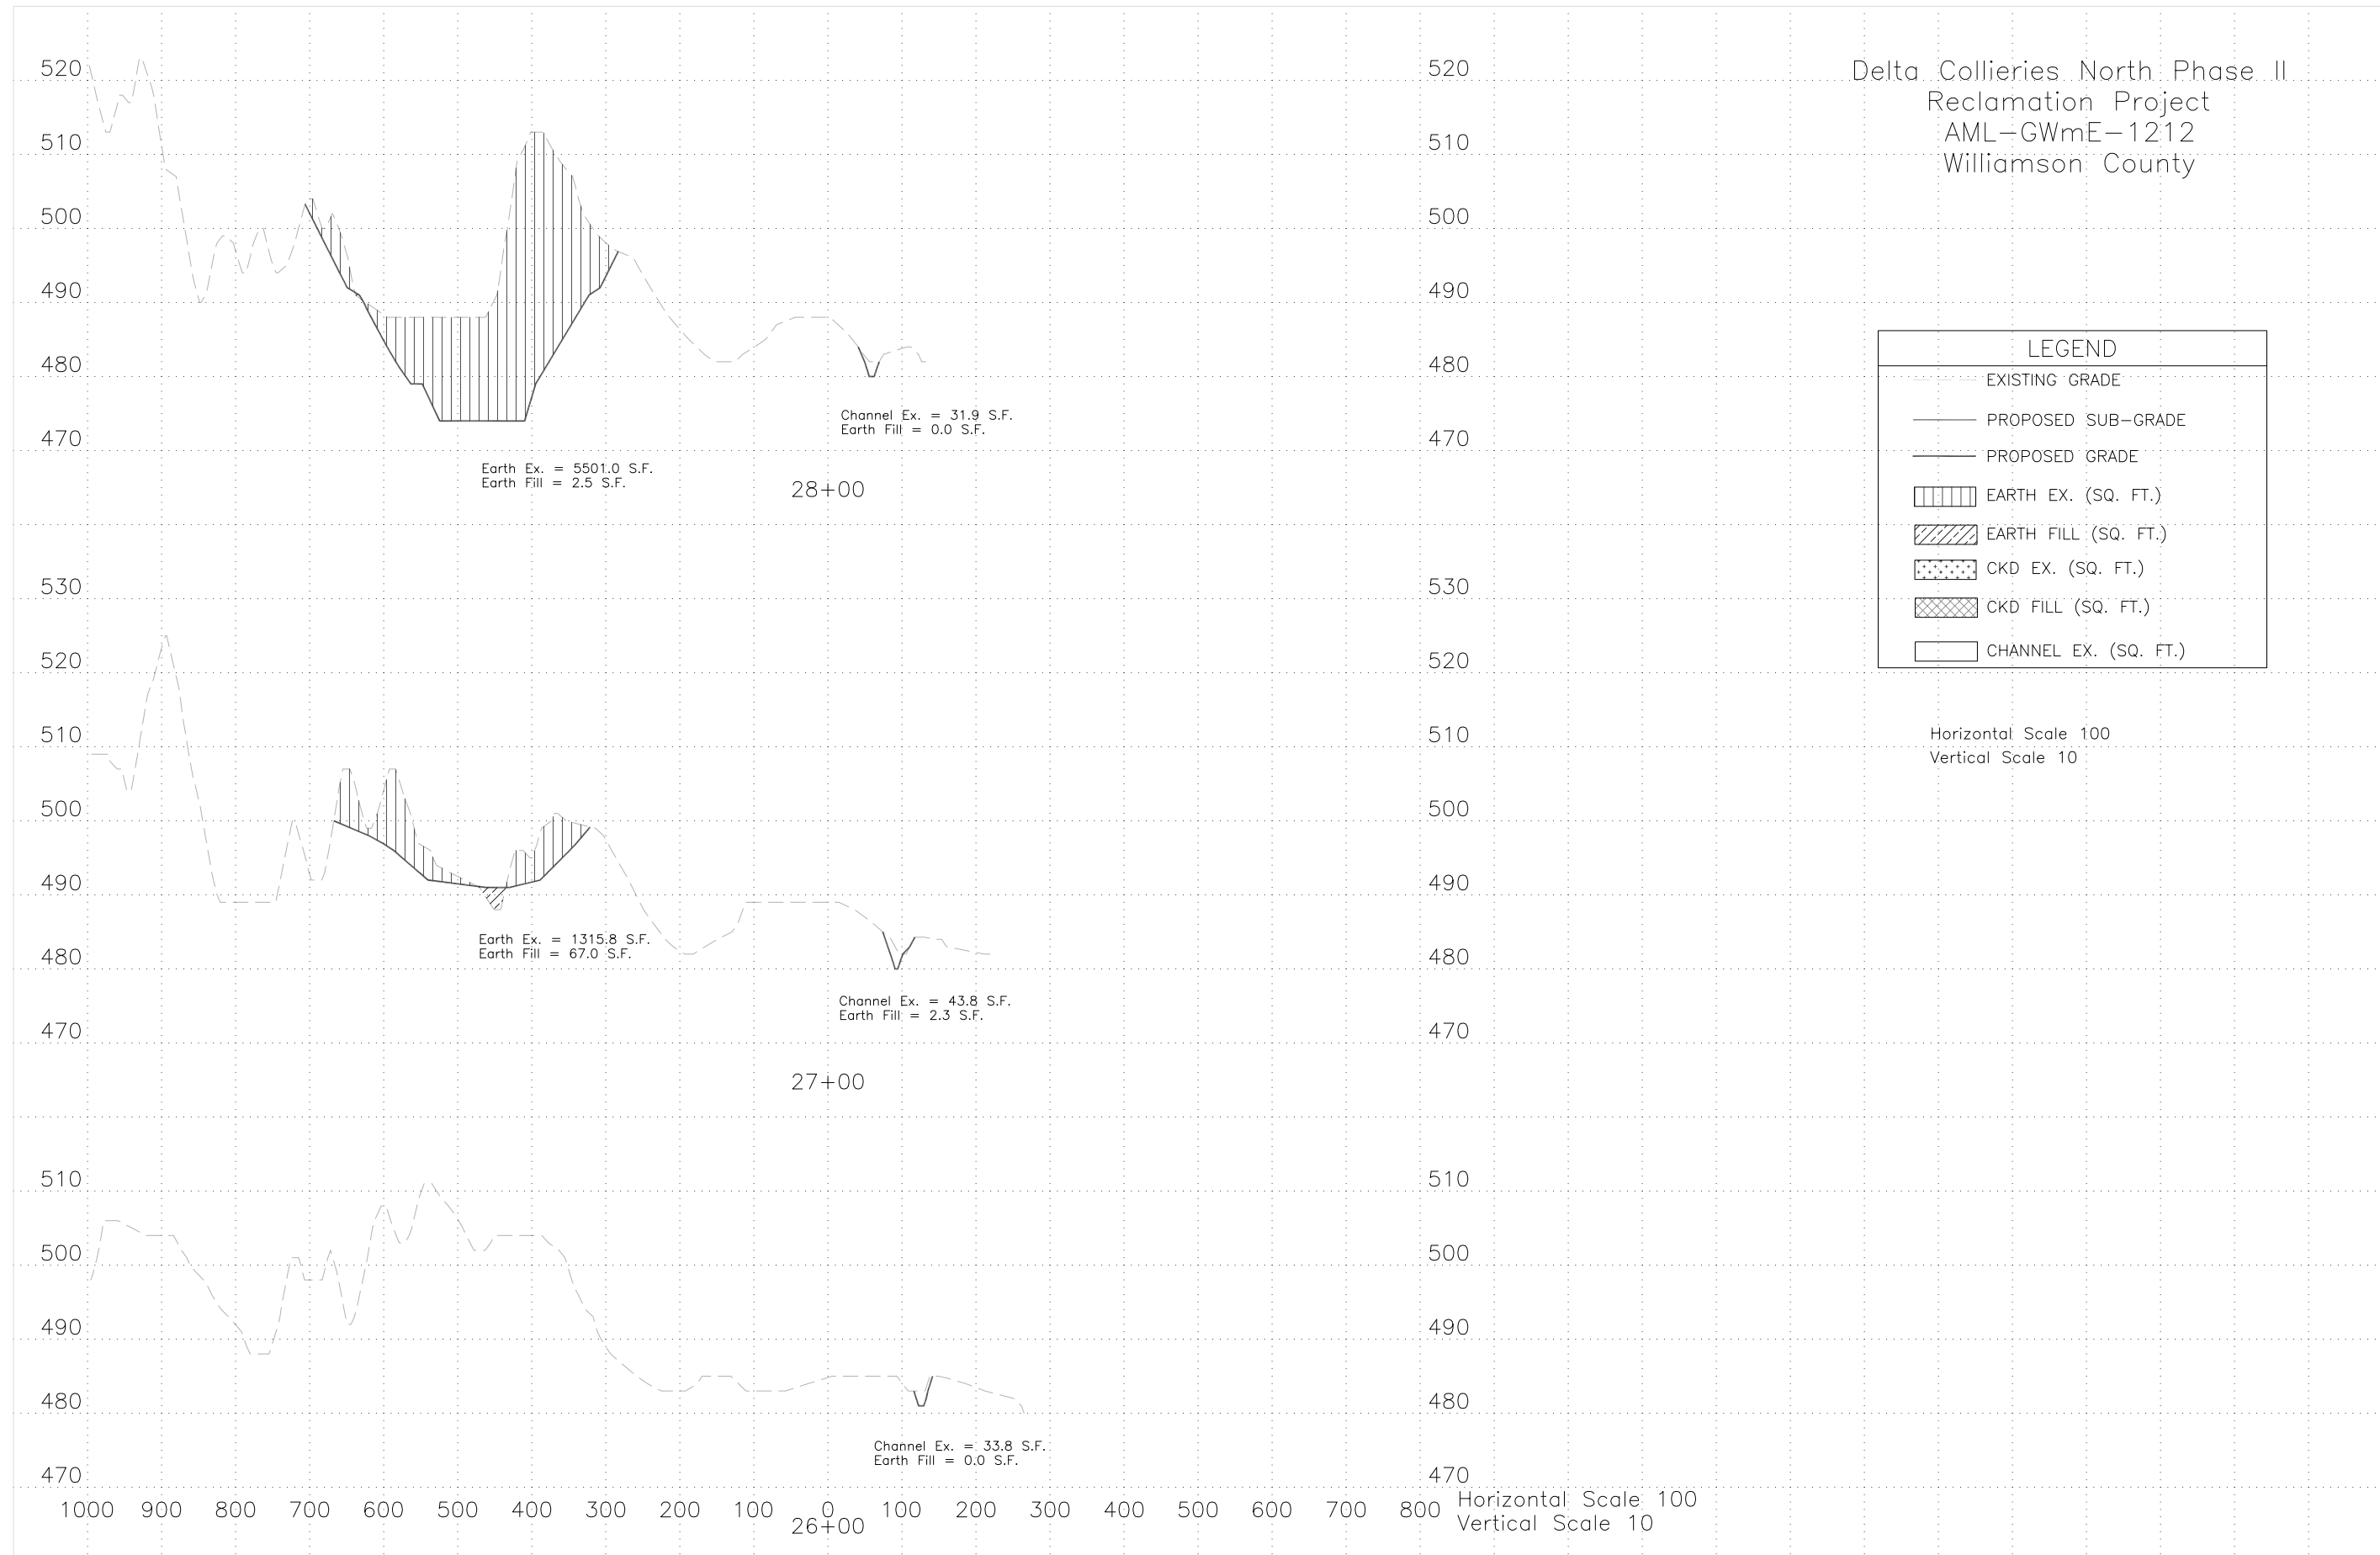 Delta Collieries North Phase II
Reclamation Project
AML-GWmE-1212
Williamson County
520 520
510 510
500 500
490 490
480 480
Channel Ex. = 31.9 S.F.
Earth Fill = 0.0 S.F.
470 470
Earth Ex. = 5501.0 S.F.
Earth Fill = 2.5 S.F.
28+00
LEGEND
EXISTING GRADE
PROPOSED SUB-GRADE
PROPOSED GRADE
EARTH EX. (SQ. FT.)
EARTH FILL (SQ. FT.)
CKD EX. (SQ. FT.)
CKD FILL (SQ. FT.)
CHANNEL EX. (SQ. FT.)
Horizontal Scale 100
Vertical Scale 10
530 530
520 520
510 510
500 500
490 490
Earth Ex. = 1315.8 S.F.
Earth Fill = 67.0 S.F.
480 480
Channel Ex. = 43.8 S.F.
Earth Fill = 2.3 S.F.
470 470
27+00
510 510
500 500
490 490
480 480
Channel Ex. = 33.8 S.F.
Earth Fill = 0.0 S.F.
470 470
1000 900 800 700 600 500 400 300 200 100 0 100 200 300 400 500 600 700 800
26+00
Horizontal Scale 100
Vertical Scale 10